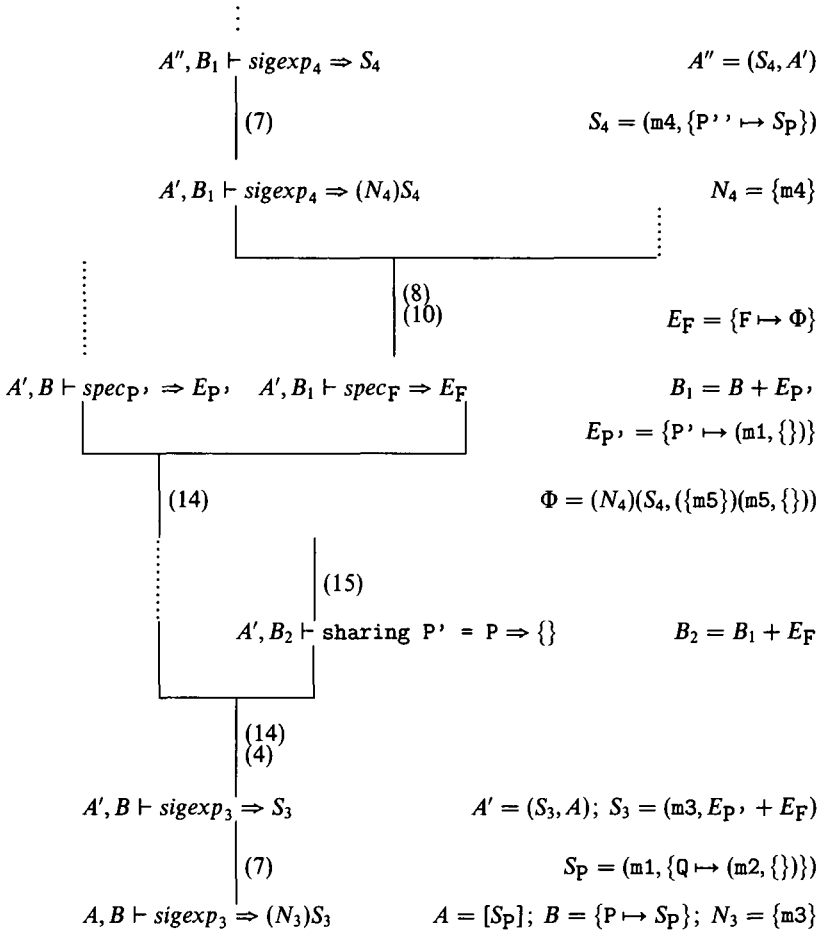 A″, B₁ ⊢ sigexp₄ ⇒ S₄ A″ = (S₄, A′)
(7) S₄ = (m4, {P'' ↦ S_P})
A′, B₁ ⊢ sigexp₄ ⇒ (N₄)S₄ N₄ = {m4}
(8)
(10) E_F = {F ↦ Φ}
A′, B ⊢ spec_P' ⇒ E_P' A′, B₁ ⊢ spec_F ⇒ E_F B₁ = B + E_P'
E_P' = {P' ↦ (m1, {})}
(14) Φ = (N₄)(S₄, ({m5})(m5, {}))
(15)
A′, B₂ ⊢ sharing P' = P ⇒ {} B₂ = B₁ + E_F
(14)
(4)
A′, B ⊢ sigexp₃ ⇒ S₃ A′ = (S₃, A); S₃ = (m3, E_P' + E_F)
(7) S_P = (m1, {Q ↦ (m2, {})})
A, B ⊢ sigexp₃ ⇒ (N₃)S₃ A = [S_P]; B = {P ↦ S_P}; N₃ = {m3}